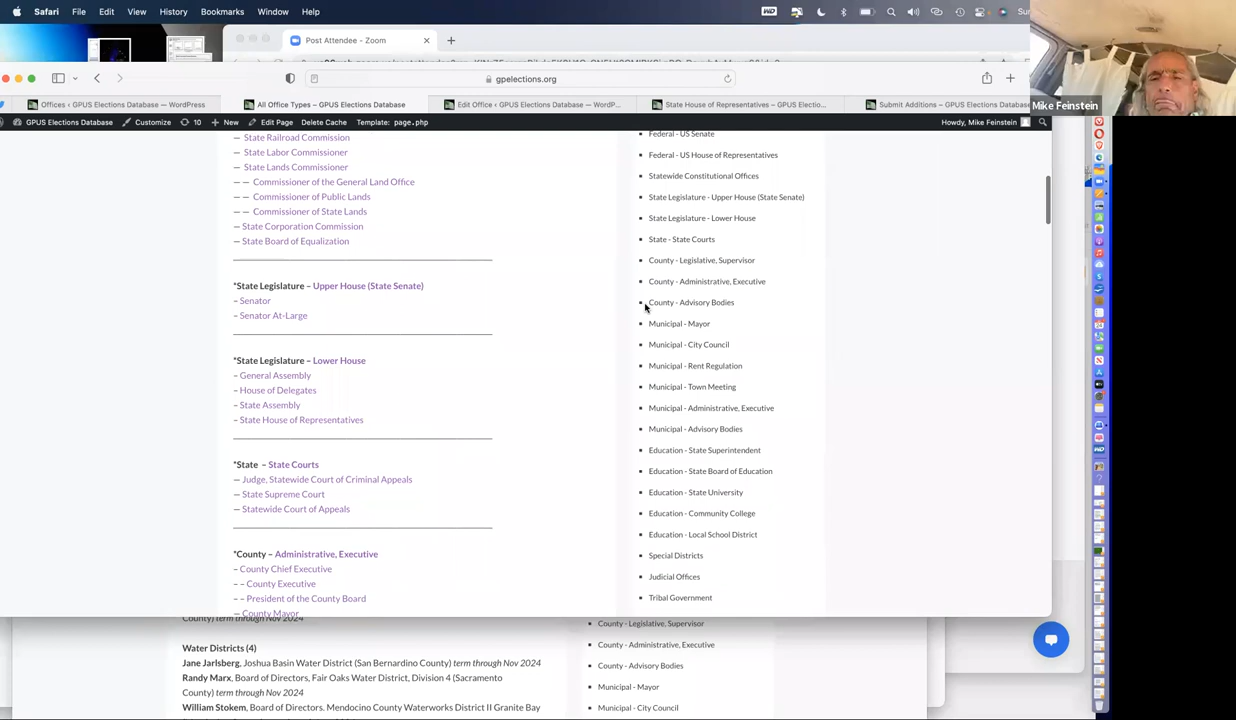 Safari File Edit View History Bookmarks Window Help
Post Attendee - Zoom
gpelections.org
Offices ‹ GPUS Elections Database — WordPress
All Office Types – GPUS Elections Database
Edit Office ‹ GPUS Elections Database — WordP...
State House of Representatives – GPUS Electio...
Submit Additions – GPUS Elections Databas
Mike Feinstein
GPUS Elections Database Customize 10 New Edit Page Delete Cache Template: page.php Howdy, Mike Feinstein
— State Railroad Commission
— State Labor Commissioner
— State Lands Commissioner
— — Commissioner of the General Land Office
— — Commissioner of Public Lands
— — Commissioner of State Lands
— State Corporation Commission
— State Board of Equalization
*State Legislature – Upper House (State Senate)
– Senator
– Senator At-Large
*State Legislature – Lower House
– General Assembly
– House of Delegates
– State Assembly
– State House of Representatives
*State – State Courts
— Judge, Statewide Court of Criminal Appeals
— State Supreme Court
— Statewide Court of Appeals
*County – Administrative, Executive
– County Chief Executive
– – County Executive
– – President of the County Board
— County Mayor
Federal - US Senate
Federal - US House of Representatives
Statewide Constitutional Offices
State Legislature - Upper House (State Senate)
State Legislature - Lower House
State - State Courts
County - Legislative, Supervisor
County - Administrative, Executive
County - Advisory Bodies
Municipal - Mayor
Municipal - City Council
Municipal - Rent Regulation
Municipal - Town Meeting
Municipal - Administrative, Executive
Municipal - Advisory Bodies
Education - State Superintendent
Education - State Board of Education
Education - State University
Education - Community College
Education - Local School District
Special Districts
Judicial Offices
Tribal Government
County) term through Nov 2024
Water Districts (4)
Jane Jarlsberg, Joshua Basin Water District (San Bernardino County) term through Nov 2024
Randy Marx, Board of Directors, Fair Oaks Water District, Division 4 (Sacramento
County) term through Nov 2024
William Stokem, Board of Directors. Mendocino County Waterworks District II Granite Bay
County - Legislative, Supervisor
County - Administrative, Executive
County - Advisory Bodies
Municipal - Mayor
Municipal - City Council